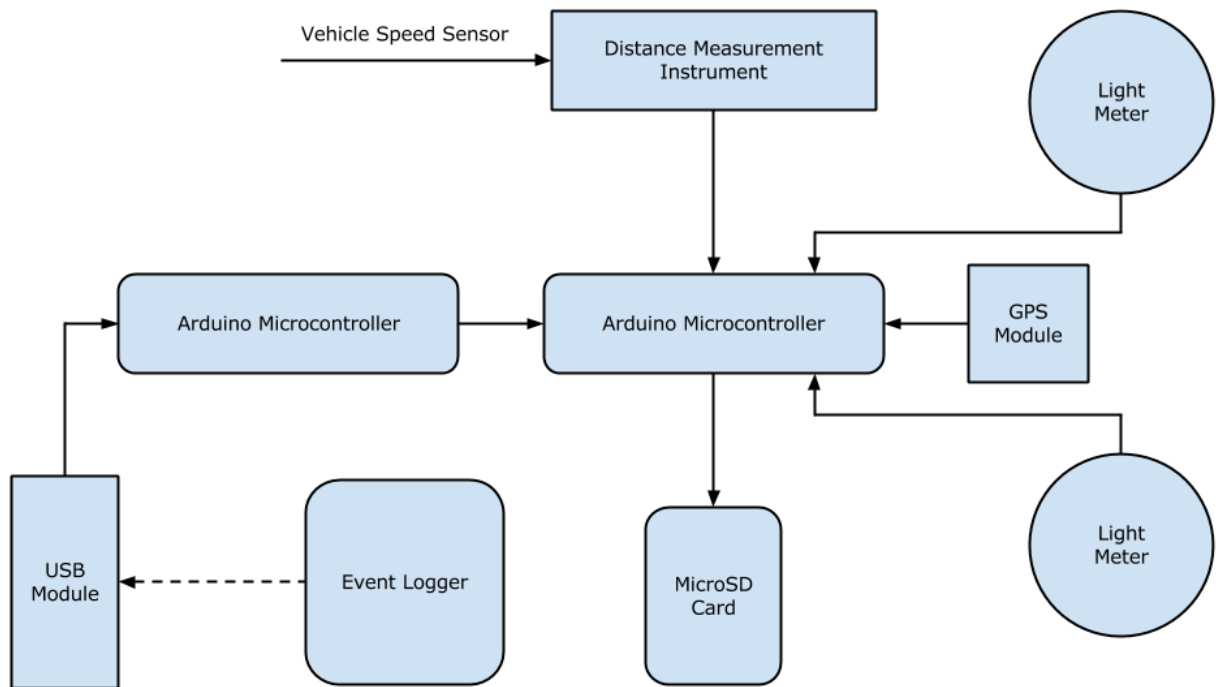 Vehicle Speed Sensor
Distance Measurement
Instrument
Light
Meter
Arduino Microcontroller
Arduino Microcontroller
GPS
Module
USB
Module
Event Logger
MicroSD
Card
Light
Meter